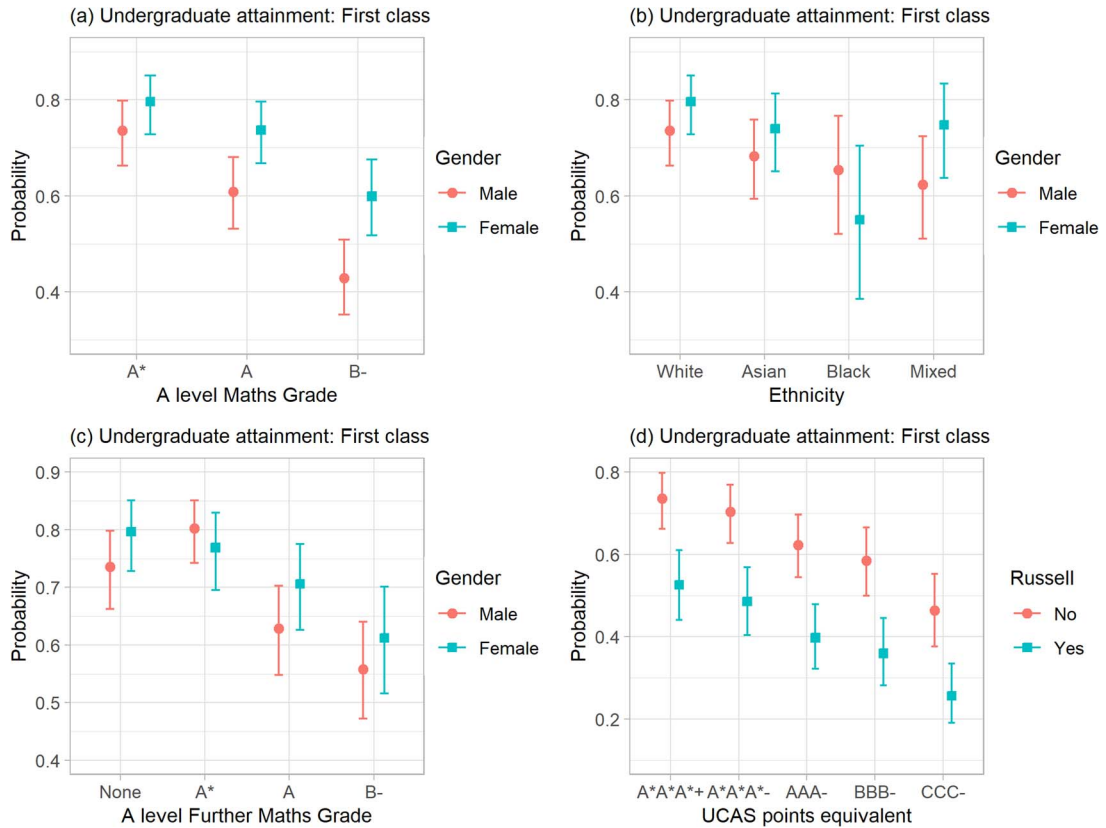 (a) Undergraduate attainment: First class
Probability
0.8
0.6
0.4
A*
A
B-
A level Maths Grade
Gender
Male
Female
(b) Undergraduate attainment: First class
Probability
0.8
0.6
0.4
White
Asian
Black
Mixed
Ethnicity
Gender
Male
Female
(c) Undergraduate attainment: First class
Probability
0.9
0.8
0.7
0.6
0.5
0.4
None
A*
A
B-
A level Further Maths Grade
Gender
Male
Female
(d) Undergraduate attainment: First class
Probability
0.8
0.6
0.4
0.2
A*A*A*+
A*A*A*-
AAA-
BBB-
CCC-
UCAS points equivalent
Russell
No
Yes